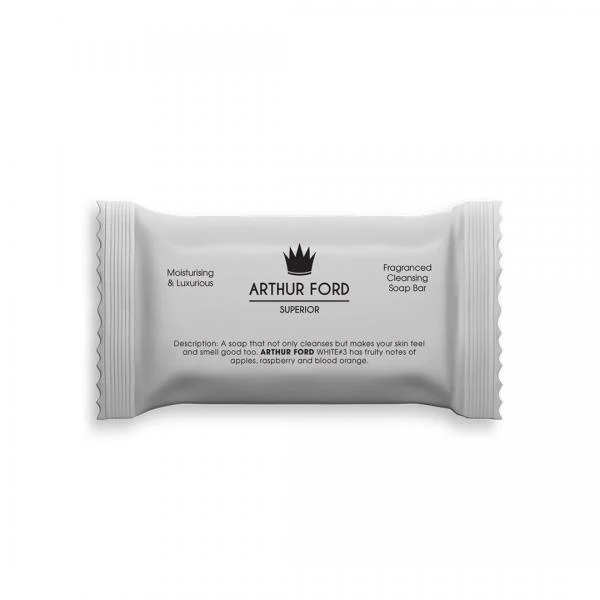 Moisturising
& Luxurious
ARTHUR FORD
SUPERIOR
Fragranced
Cleansing
Soap Bar
Description: A soap that not only cleanses but makes your skin feel
and smell good too. ARTHUR FORD WHITE#3 has fruity notes of
apples, raspberry and blood orange.